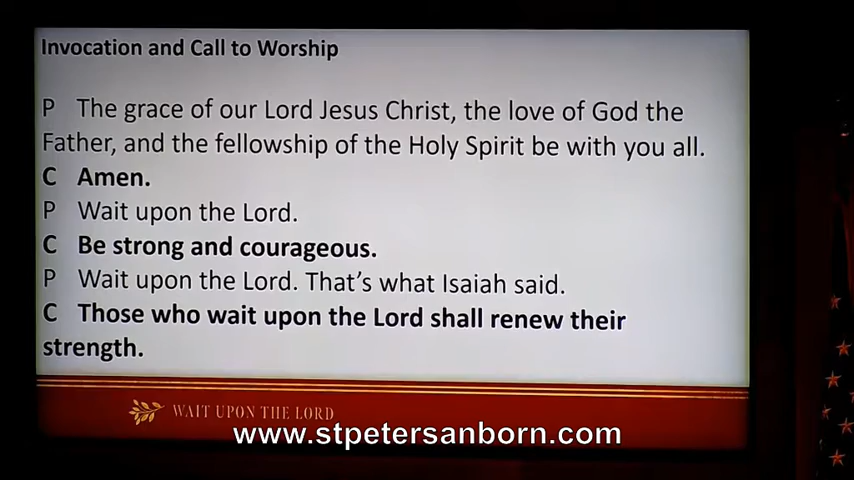 Invocation and Call to Worship
P The grace of our Lord Jesus Christ, the love of God the
Father, and the fellowship of the Holy Spirit be with you all.
C Amen.
P Wait upon the Lord.
C Be strong and courageous.
P Wait upon the Lord. That's what Isaiah said.
C Those who wait upon the Lord shall renew their
strength.
WAIT UPON THE LORD
www.stpetersanborn.com